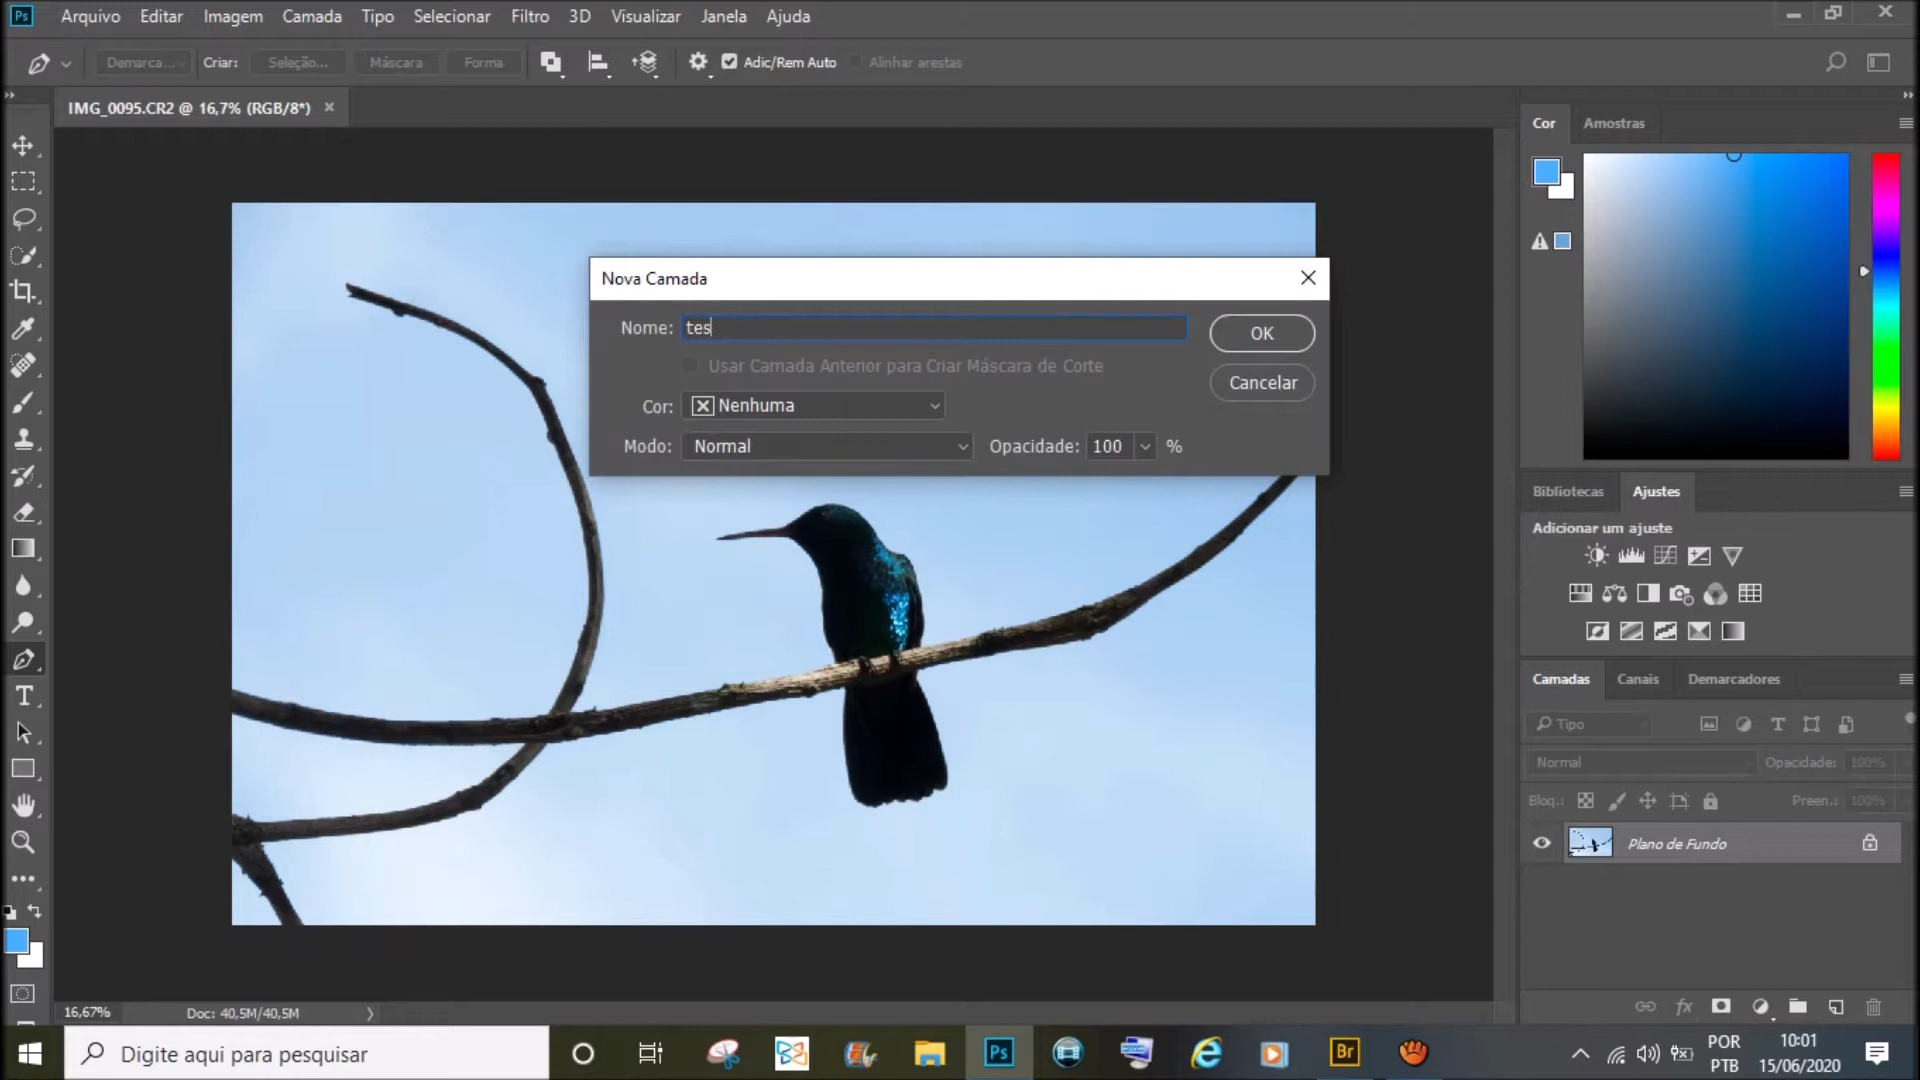 Ps Arquivo Editar Imagem Camada Tipo Selecionar Filtro 3D Visualizar Janela Ajuda
Demarca... Criar: Seleção... Máscara Forma Adic/Rem Auto Alinhar arestas
IMG_0095.CR2 @ 16,7% (RGB/8*)
Cor Amostras
Nova Camada
Nome: tes
OK
Usar Camada Anterior para Criar Máscara de Corte
Cancelar
Cor: Nenhuma
Modo: Normal Opacidade: 100 %
Bibliotecas Ajustes
Adicionar um ajuste
Camadas Canais Demarcadores
Tipo
Normal Opacidade: 100%
Bloq.: Preen.: 100%
Plano de Fundo
fx
T
16,67% Doc: 40,5M/40,5M
Digite aqui para pesquisar
Ps
Br
POR
PTB
10:01
15/06/2020